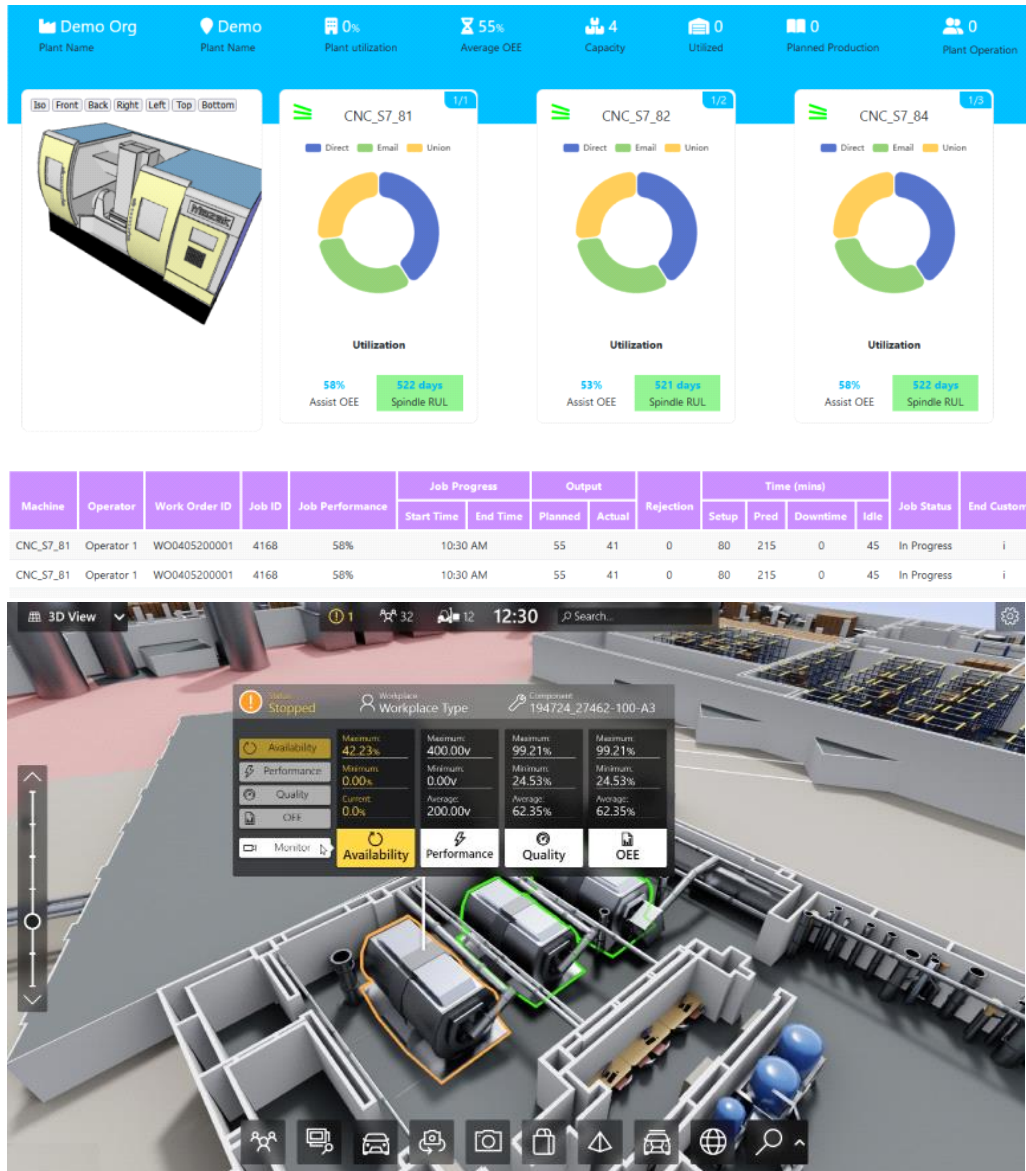 Demo Org
Plant Name
Demo
Plant Name
0%
Plant utilization
55%
Average OEE
4
Capacity
0
Utilized
0
Planned Production
0
Plant Operation
Iso Front Back Right Left Top Bottom
Mazak
1/1
CNC_S7_81
Direct Email Union
Utilization
58%
Assist OEE
522 days
Spindle RUL
1/2
CNC_S7_82
Direct Email Union
Utilization
53%
Assist OEE
521 days
Spindle RUL
1/3
CNC_S7_84
Direct Email Union
Utilization
58%
Assist OEE
522 days
Spindle RUL
Job Progress Output Time (mins)
Machine Operator Work Order ID Job ID Job Performance Rejection Job Status End Custom
Start Time End Time Planned Actual Setup Pred Downtime Idle
CNC_S7_81 Operator 1 WO0405200001 4168 58% 10:30 AM 55 41 0 80 215 0 45 In Progress i
CNC_S7_81 Operator 1 WO0405200001 4168 58% 10:30 AM 55 41 0 80 215 0 45 In Progress i
3D View 1 32 12 12:30 Search...
Status
Stopped
Workplace
Workplace Type
Component
194724_27462-100-A3
Availability
Performance
Quality
OEE
Monitor
Maximum:
42.23%
Minimum:
0.00%
Current:
0.0%
Availability
Maximum:
400.00v
Minimum:
0.00v
Average:
200.00v
Performance
Maximum:
99.21%
Minimum:
24.53%
Average:
62.35%
Quality
Maximum:
99.21%
Minimum:
24.53%
Average:
62.35%
OEE